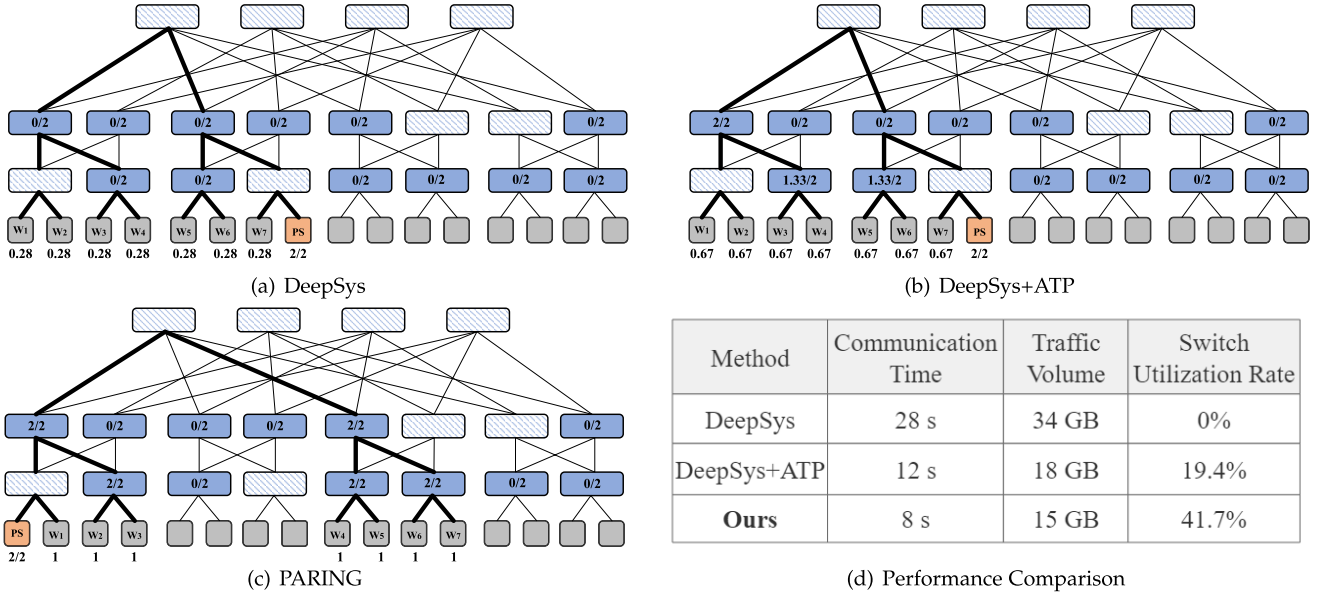 0/2 0/2 0/2 0/2 0/2 0/2
0/2 0/2 0/2 0/2 0/2 0/2
W1 W2 W3 W4 W5 W6 W7 PS
0.28 0.28 0.28 0.28 0.28 0.28 0.28 2/2
(a) DeepSys
2/2 0/2 0/2 0/2 0/2 0/2
1.33/2 1.33/2 0/2 0/2 0/2 0/2
W1 W2 W3 W4 W5 W6 W7 PS
0.67 0.67 0.67 0.67 0.67 0.67 0.67 2/2
(b) DeepSys+ATP
2/2 0/2 0/2 0/2 2/2 0/2
2/2 0/2 2/2 2/2 0/2 0/2
PS W1 W2 W3 W4 W5 W6 W7
2/2 1 1 1 1 1 1 1
(c) PARING
Method Communication Time Traffic Volume Switch Utilization Rate
DeepSys 28 s 34 GB 0%
DeepSys+ATP 12 s 18 GB 19.4%
Ours 8 s 15 GB 41.7%
(d) Performance Comparison